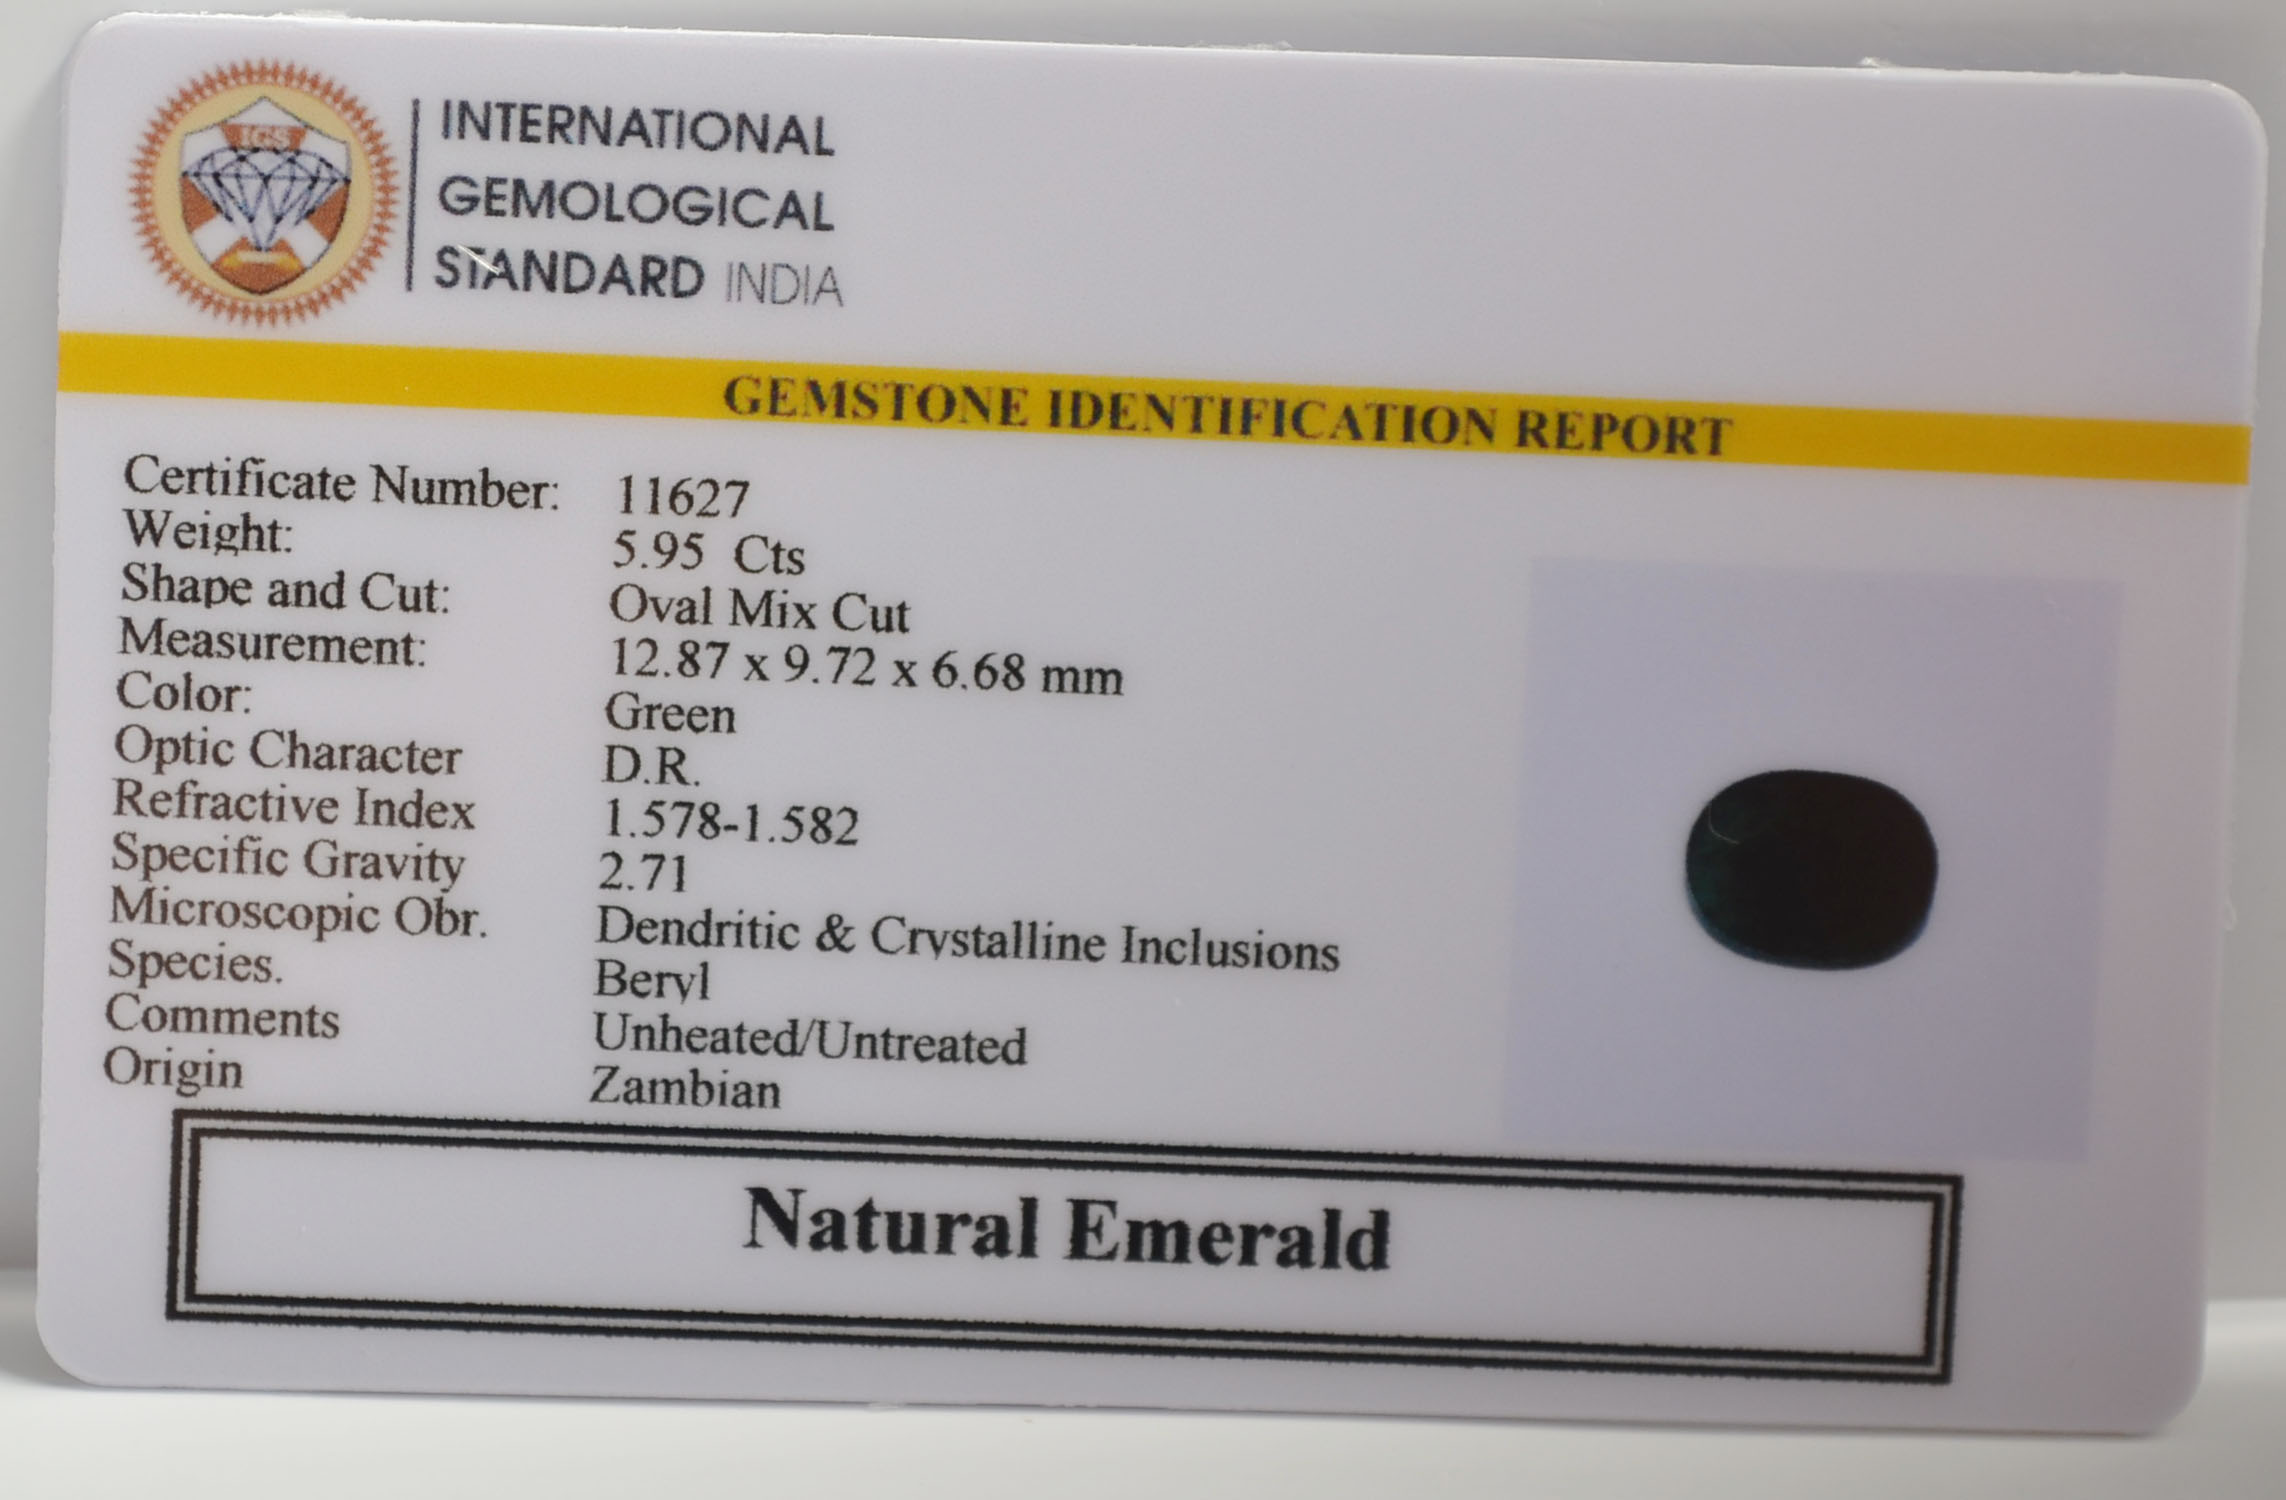 IGS
INTERNATIONAL
GEMOLOGICAL
STANDARD INDIA
GEMSTONE IDENTIFICATION REPORT
Certificate Number: 11627
Weight: 5.95 Cts
Shape and Cut: Oval Mix Cut
Measurement: 12.87 x 9.72 x 6.68 mm
Color: Green
Optic Character D.R.
Refractive Index 1.578-1.582
Specific Gravity 2.71
Microscopic Obr. Dendritic & Crystalline Inclusions
Species. Beryl
Comments Unheated/Untreated
Origin Zambian
Natural Emerald